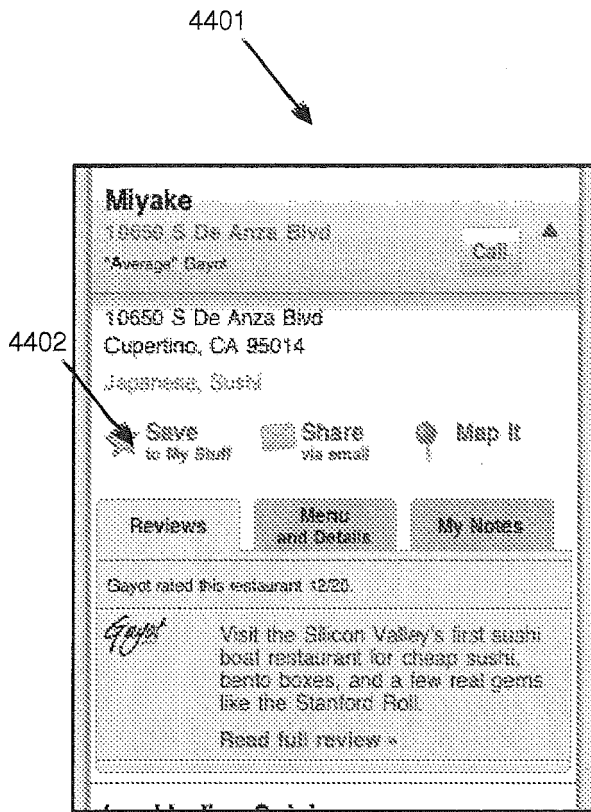 4401
Miyake
10650 S De Anza Blvd
"Average" Gayot
Call
10650 S De Anza Blvd
Cupertino, CA 95014
4402
Japanese, Sushi
Save
to My Stuff
Share
via email
Map It
Reviews
Menu
and Details
My Notes
Gayot rated this restaurant 12/20.
Gayot
Visit the Silicon Valley's first sushi
boat restaurant for cheap sushi,
bento boxes, and a few real gems
like the Stanford Roll.
Read full review »